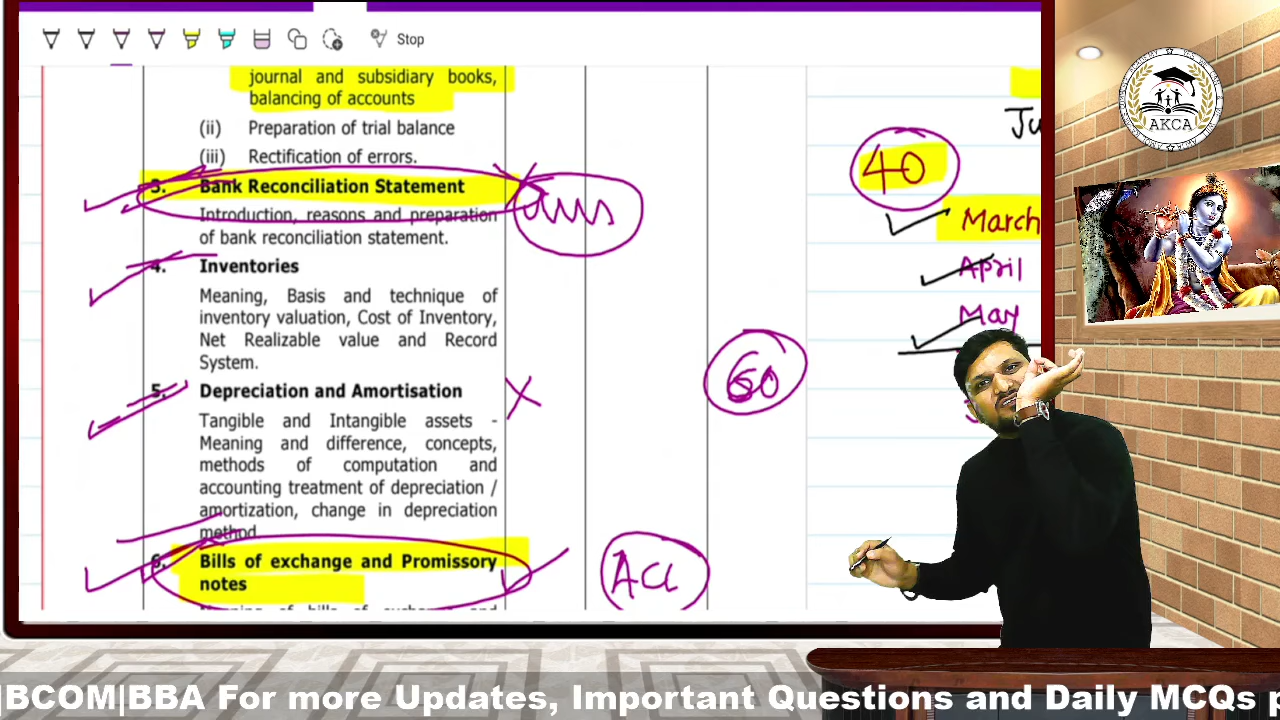 Stop
journal and subsidiary books,
balancing of accounts
(ii) Preparation of trial balance
(iii) Rectification of errors.
3. Bank Reconciliation Statement
Introduction, reasons and preparation
of bank reconciliation statement.
4. Inventories
Meaning, Basis and technique of
inventory valuation, Cost of Inventory,
Net Realizable value and Record
System.
5. Depreciation and Amortisation
Tangible and Intangible assets -
Meaning and difference, concepts,
methods of computation and
accounting treatment of depreciation /
amortization, change in depreciation
method.
6. Bills of exchange and Promissory
notes
60
Acc
Ju
40
March
April
May
AKCA
|BCOM|BBA For more Updates, Important Questions and Daily MCQs p